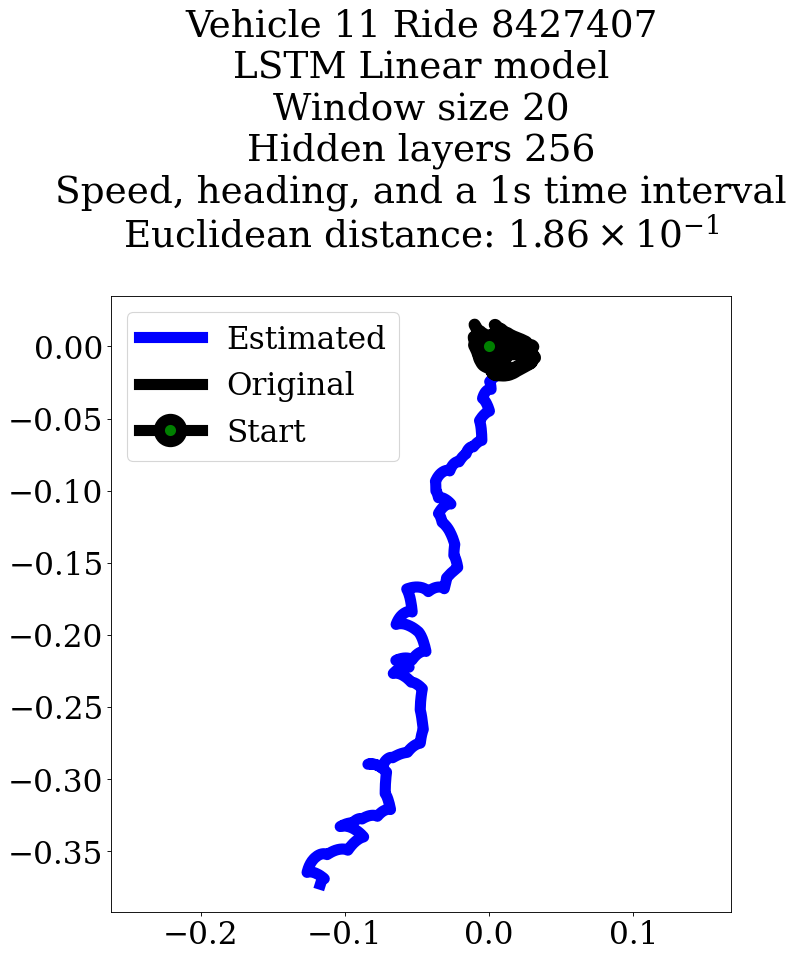 Vehicle 11 Ride 8427407
LSTM Linear model
Window size 20
Hidden layers 256
Speed, heading, and a 1s time interval
Euclidean distance: 1.86 × 10⁻¹
Estimated
Original
Start
0.00
−0.05
−0.10
−0.15
−0.20
−0.25
−0.30
−0.35
−0.2 −0.1 0.0 0.1